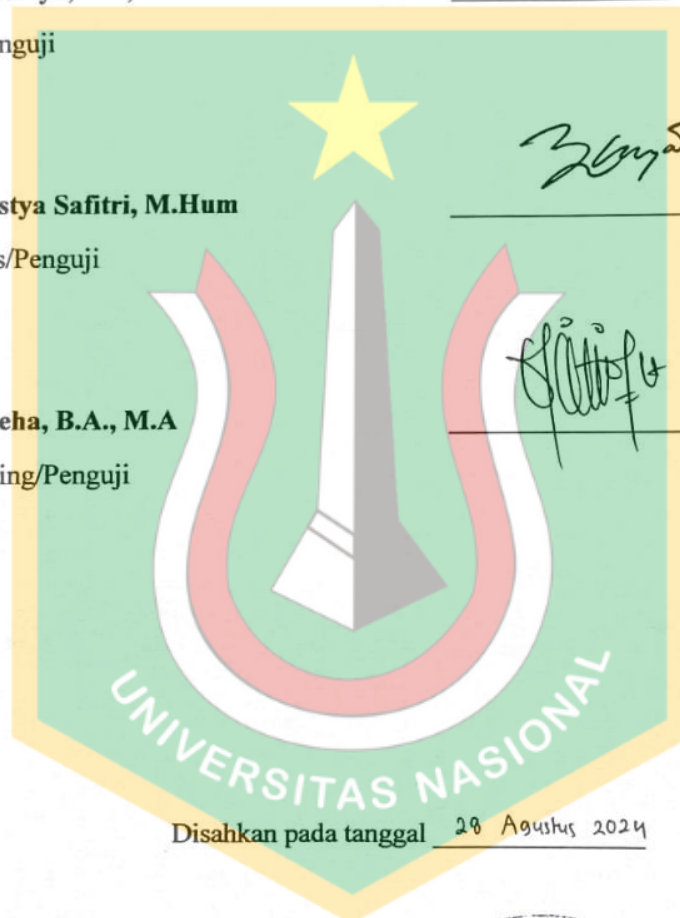 nguji
stya Safitri, M.Hum
s/Penguji
eha, B.A., M.A
ing/Penguji
UNIVERSITAS NASIONAL
Disahkan pada tanggal 28 Agustus 2024